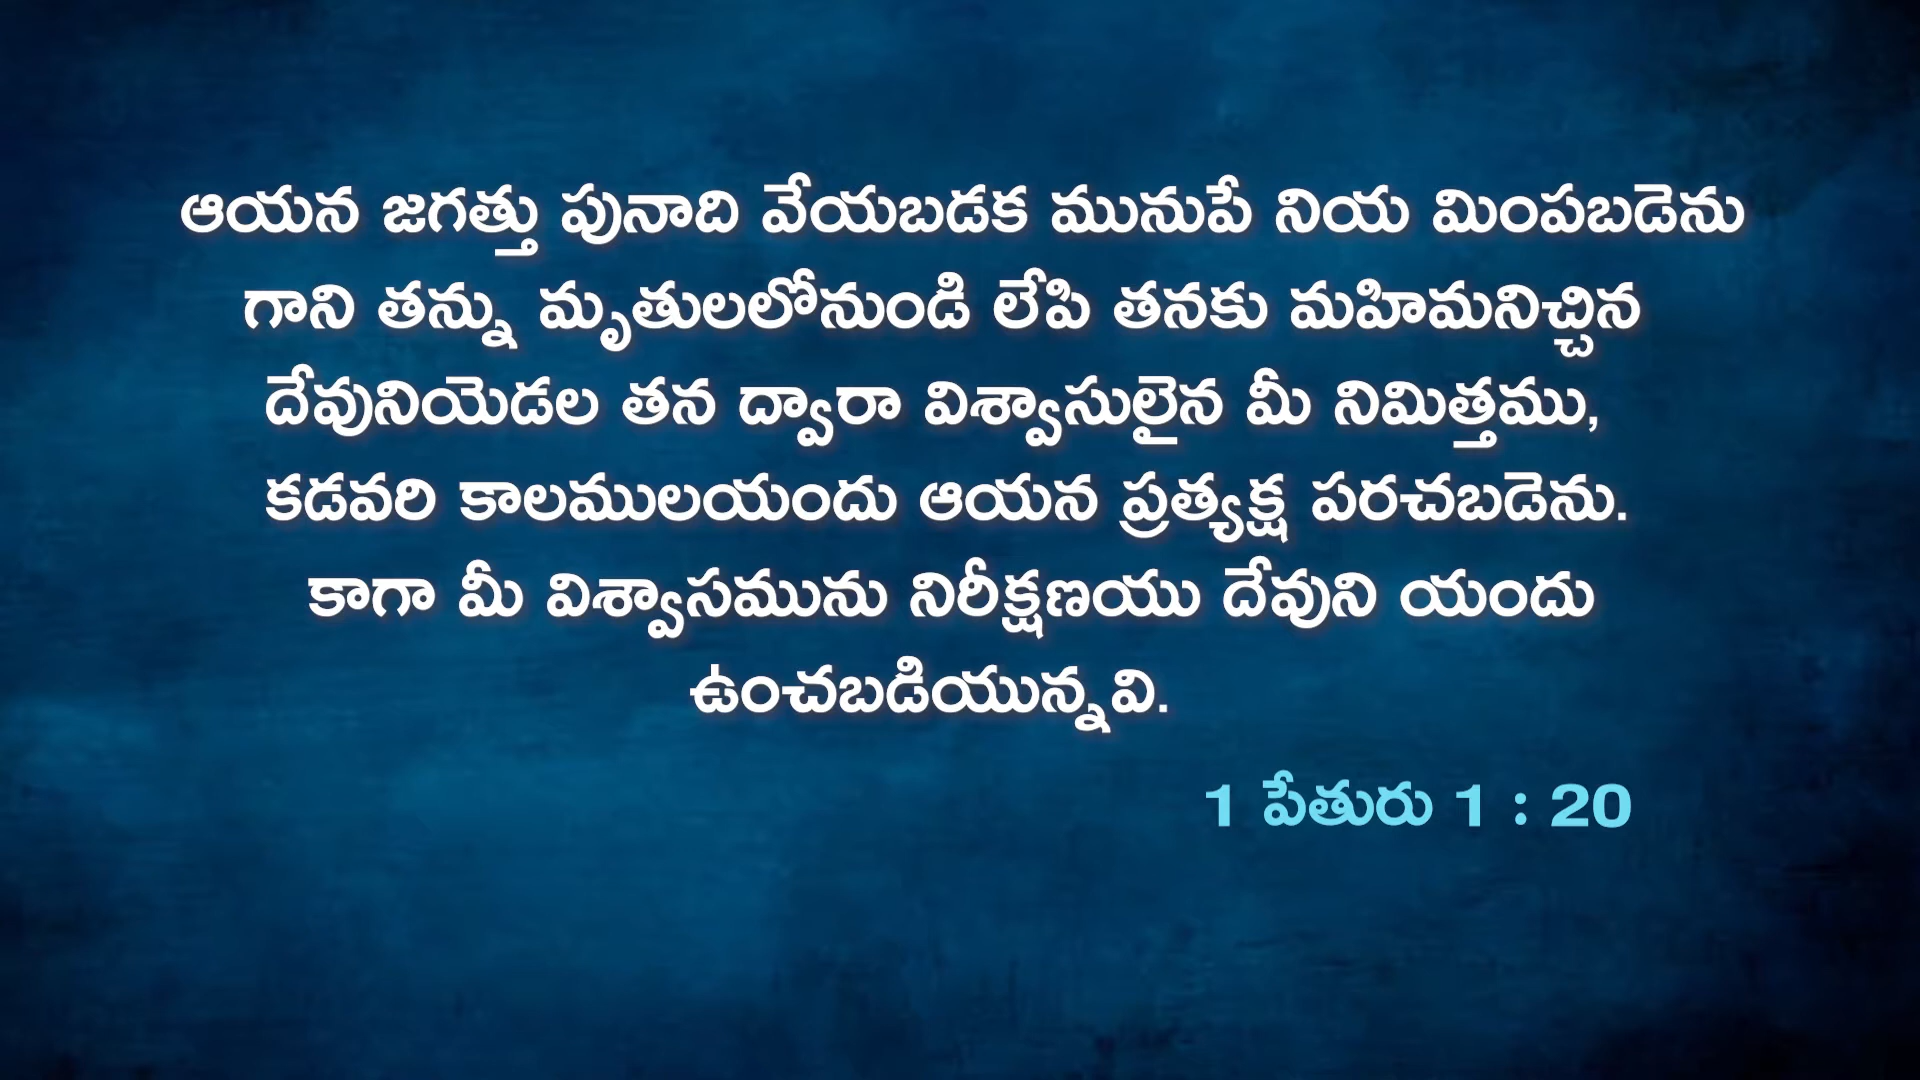 ఆయన జగత్తు పునాది వేయబడక మునుపే నియ మింపబడెను
గాని తన్ను మృతులలోనుండి లేపి తనకు మహిమనిచ్చిన
దేవునియెడల తన ద్వారా విశ్వాసులైన మీ నిమిత్తము,
కడవరి కాలములయందు ఆయన ప్రత్యక్ష పరచబడెను.
కాగా మీ విశ్వాసమును నిరీక్షణయు దేవుని యందు
ఉంచబడియున్నవి.
1 పేతురు 1 : 20